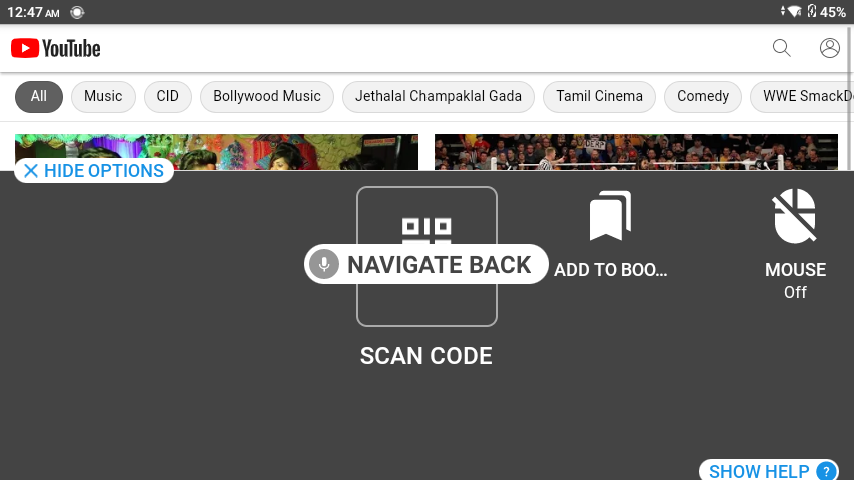 12:47 AM
45%
YouTube
All
Music
CID
Bollywood Music
Jethalal Champaklal Gada
Tamil Cinema
Comedy
WWE SmackD
HIDE OPTIONS
NAVIGATE BACK
ADD TO BOO...
MOUSE
Off
SCAN CODE
SHOW HELP ?